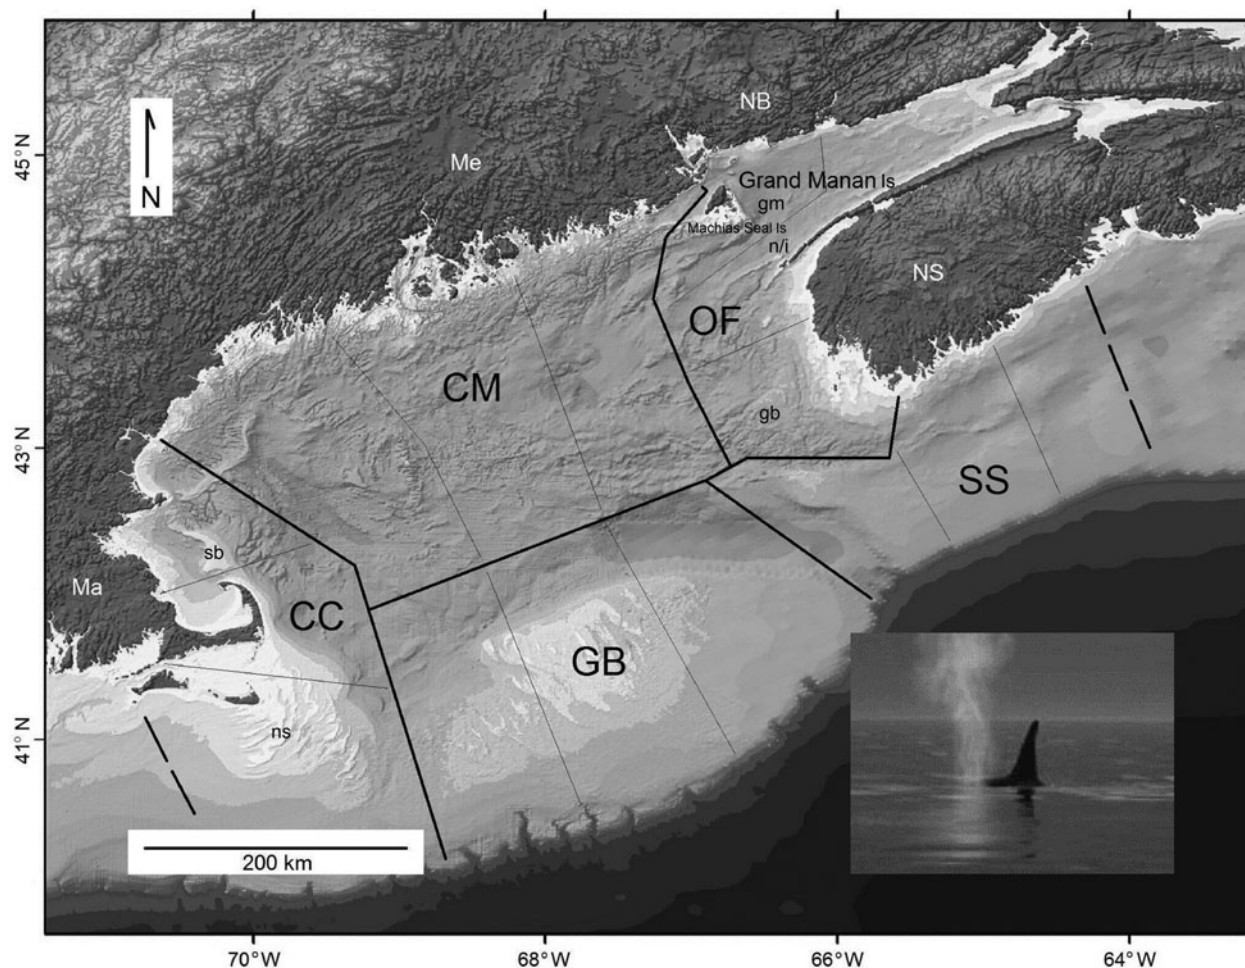 45°N
43°N
41°N
N
NB
Me
Grand Manan Is
gm
Machias Seal Is
n/i
NS
OF
CM
gb
SS
sb
Ma
CC
GB
ns
200 km
70°W
68°W
66°W
64°W